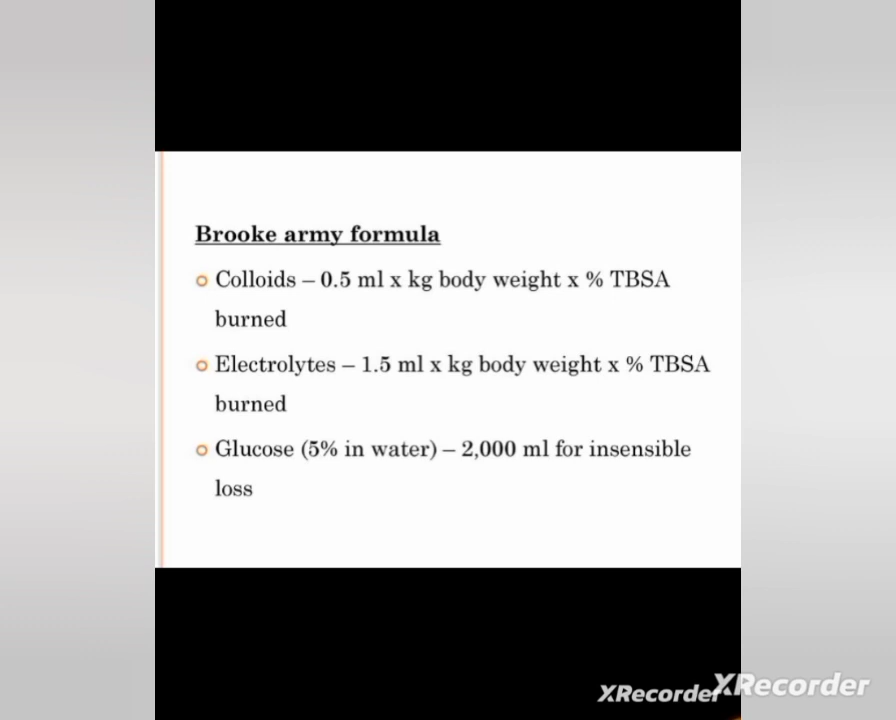 Brooke army formula
Colloids – 0.5 ml x kg body weight x % TBSA
burned
Electrolytes – 1.5 ml x kg body weight x % TBSA
burned
Glucose (5% in water) – 2,000 ml for insensible
loss
XRecorder
XRecorder